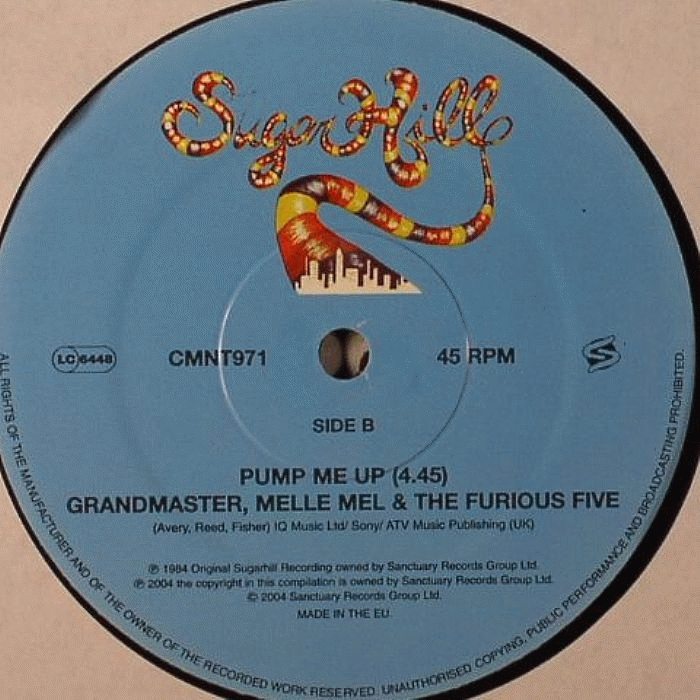 Sugar Hill
LC 6448
CMNT971
45 RPM
S
SIDE B
PUMP ME UP (4.45)
GRANDMASTER, MELLE MEL & THE FURIOUS FIVE
(Avery, Reed, Fisher) IQ Music Ltd/ Sony/ ATV Music Publishing (UK)
℗ 1984 Original Sugarhill Recording owned by Sanctuary Records Group Ltd.
℗ 2004 the copyright in this compilation is owned by Sanctuary Records Group Ltd.
© 2004 Sanctuary Records Group Ltd.
MADE IN THE EU.
ALL RIGHTS OF THE MANUFACTURER AND OF THE OWNER OF THE RECORDED WORK RESERVED. UNAUTHORISED COPYING, PUBLIC PERFORMANCE AND BROADCASTING PROHIBITED.